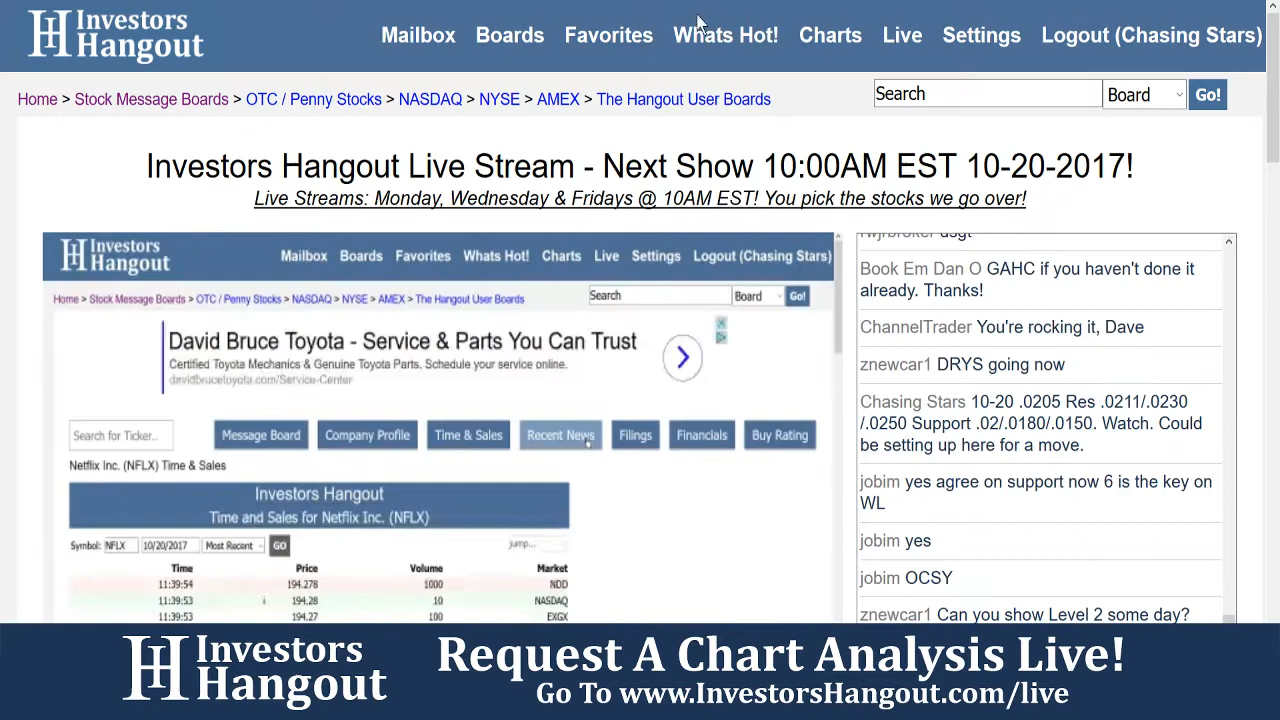 Investors
Hangout
Mailbox Boards Favorites Whats Hot! Charts Live Settings Logout (Chasing Stars)
Home > Stock Message Boards > OTC / Penny Stocks > NASDAQ > NYSE > AMEX > The Hangout User Boards
Search Board Go!
Investors Hangout Live Stream - Next Show 10:00AM EST 10-20-2017!
Live Streams: Monday, Wednesday & Fridays @ 10AM EST! You pick the stocks we go over!
Investors
Hangout
Mailbox Boards Favorites Whats Hot! Charts Live Settings Logout (Chasing Stars)
Home > Stock Message Boards > OTC / Penny Stocks > NASDAQ > NYSE > AMEX > The Hangout User Boards
Search Board Go!
David Bruce Toyota - Service & Parts You Can Trust
Certified Toyota Mechanics & Genuine Toyota Parts. Schedule your service online.
davidbrucetoyota.com/Service-Center
Search for Ticker..
Message Board Company Profile Time & Sales Recent News Filings Financials Buy Rating
Netflix Inc. (NFLX) Time & Sales
Investors Hangout
Time and Sales for Netflix Inc. (NFLX)
Symbol: NFLX 10/20/2017 Most Recent GO jump...
Time Price Volume Market
11:39:54 194.278 1000 NDD
11:39:53 i 194.28 10 NASDAQ
11:39:53 194.27 100 EXGX
rwjrbroker dsgt
Book Em Dan O GAHC if you haven't done it
already. Thanks!
ChannelTrader You're rocking it, Dave
znewcar1 DRYS going now
Chasing Stars 10-20 .0205 Res .0211/.0230
/.0250 Support .02/.0180/.0150. Watch. Could
be setting up here for a move.
jobim yes agree on support now 6 is the key on
WL
jobim yes
jobim OCSY
znewcar1 Can you show Level 2 some day?
Investors
Hangout
Request A Chart Analysis Live!
Go To www.InvestorsHangout.com/live